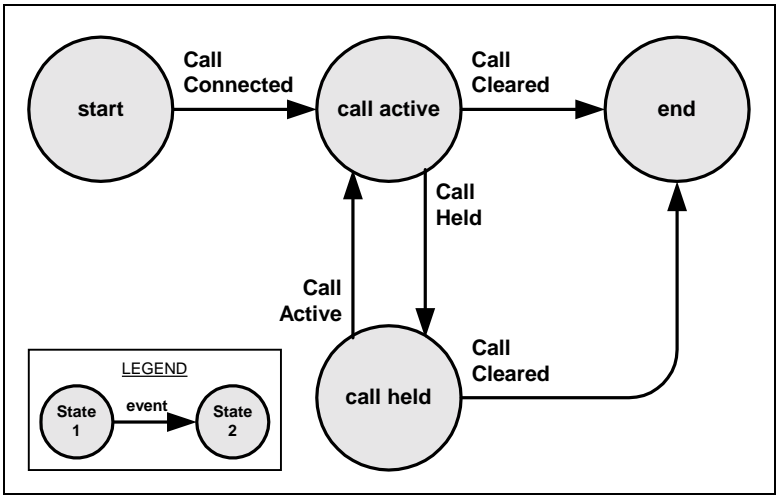 Call
Connected
Call
Cleared
start
call active
end
Call
Held
Call
Active
Call
Cleared
call held
LEGEND
State
1
event
State
2